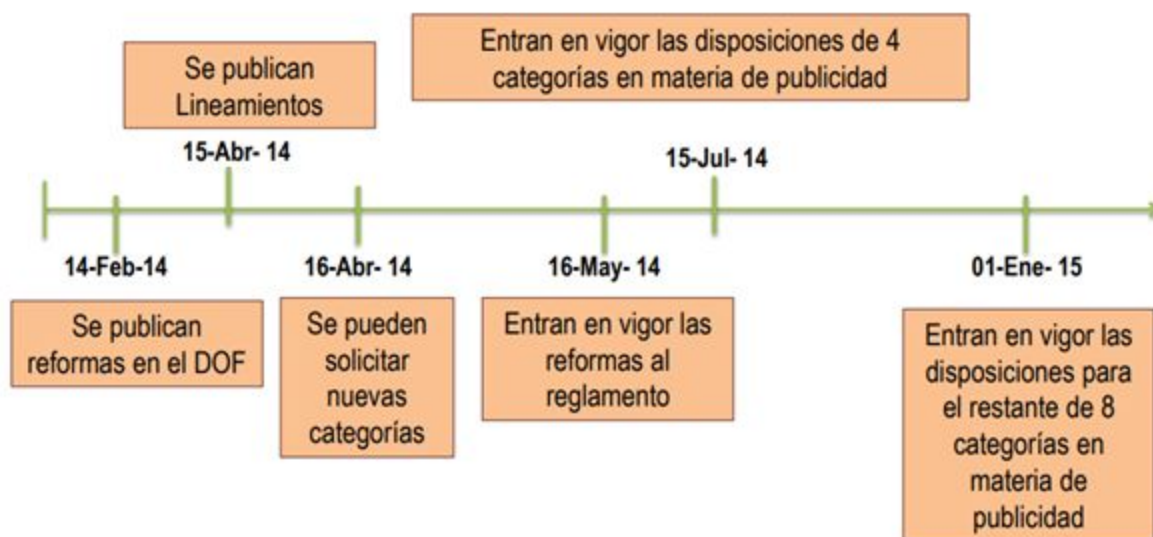 Se publican
Lineamientos
Entran en vigor las disposiciones de 4
categorías en materia de publicidad
15-Abr- 14
15-Jul- 14
14-Feb-14
16-Abr- 14
16-May- 14
01-Ene- 15
Se publican
reformas en el DOF
Se pueden
solicitar
nuevas
categorías
Entran en vigor las
reformas al
reglamento
Entran en vigor las
disposiciones para
el restante de 8
categorías en
materia de
publicidad